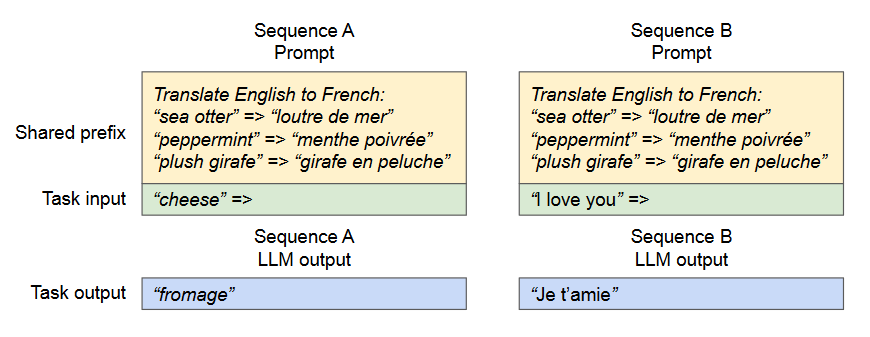 Sequence A
Prompt
Sequence B
Prompt
Shared prefix
Translate English to French:
“sea otter” => “loutre de mer”
“peppermint” => “menthe poivrée”
“plush girafe” => “girafe en peluche”
Translate English to French:
“sea otter” => “loutre de mer”
“peppermint” => “menthe poivrée”
“plush girafe” => “girafe en peluche”
Task input
“cheese” =>
“I love you” =>
Sequence A
LLM output
Sequence B
LLM output
Task output
“fromage”
“Je t’amie”